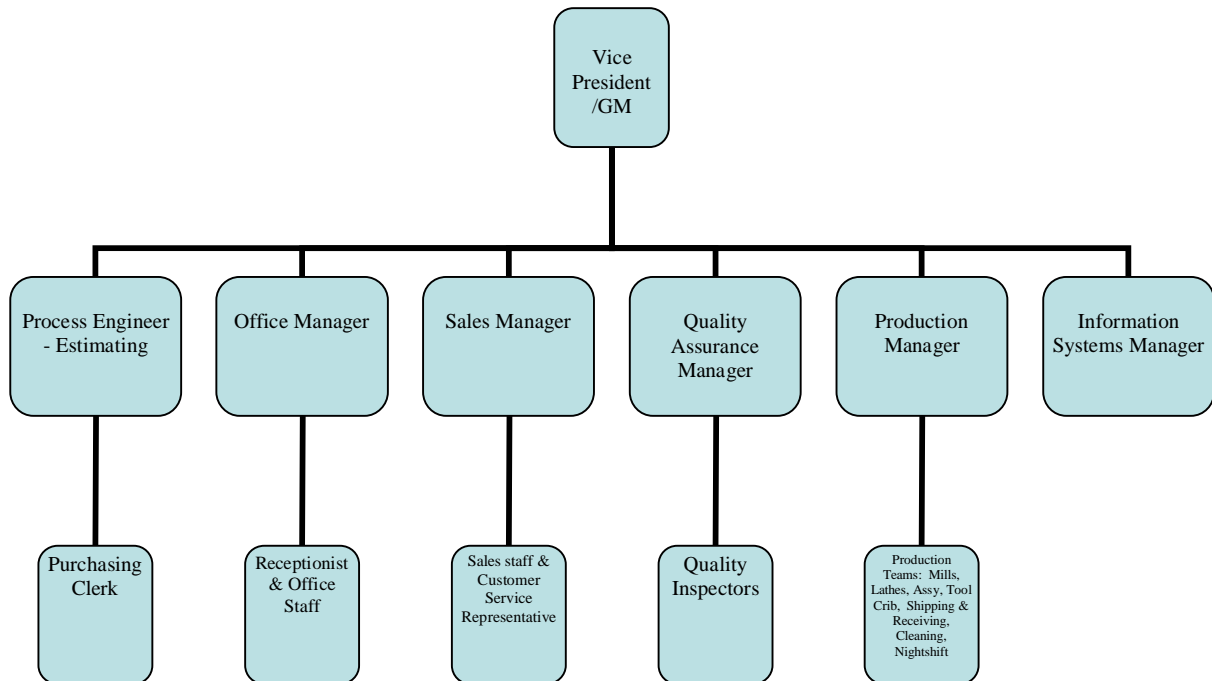 Vice
President
/GM
Process Engineer
- Estimating
Office Manager
Sales Manager
Quality
Assurance
Manager
Production
Manager
Information
Systems Manager
Purchasing
Clerk
Receptionist
& Office
Staff
Sales staff &
Customer
Service
Representative
Quality
Inspectors
Production
Teams: Mills,
Lathes, Assy, Tool
Crib, Shipping &
Receiving,
Cleaning,
Nightshift